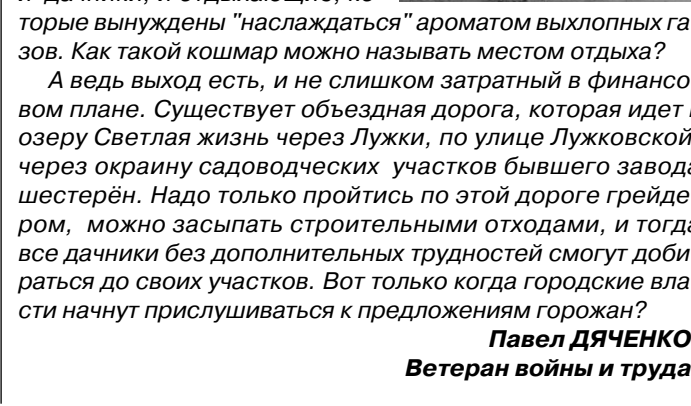 и дачники, и отдыхающие, ко
торые вынуждены "наслаждаться" ароматом выхлопных га
зов. Как такой кошмар можно называть местом отдыха?
А ведь выход есть, и не слишком затратный в финансо
вом плане. Существует объездная дорога, которая идет
озеру Светлая жизнь через Лужки, по улице Лужковской
через окраину садоводческих участков бывшего завода
шестерён. Надо только пройтись по этой дороге грейде
ром, можно засыпать строительными отходами, и тогда
все дачники без дополнительных трудностей смогут доби
раться до своих участков. Вот только когда городские вла
сти начнут прислушиваться к предложениям горожан?
Павел ДЯЧЕНКО
Ветеран войны и труда